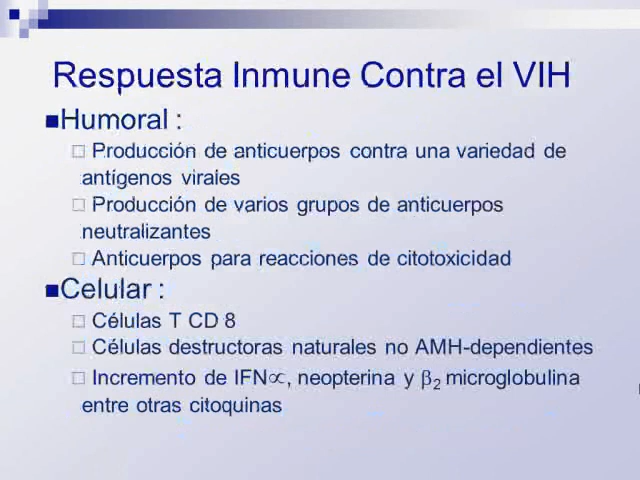 Respuesta Inmune Contra el VIH
Humoral :
Producción de anticuerpos contra una variedad de
antígenos virales
Producción de varios grupos de anticuerpos
neutralizantes
Anticuerpos para reacciones de citotoxicidad
Celular :
Células T CD 8
Células destructoras naturales no AMH-dependientes
Incremento de IFN∝, neopterina y β₂ microglobulina
entre otras citoquinas